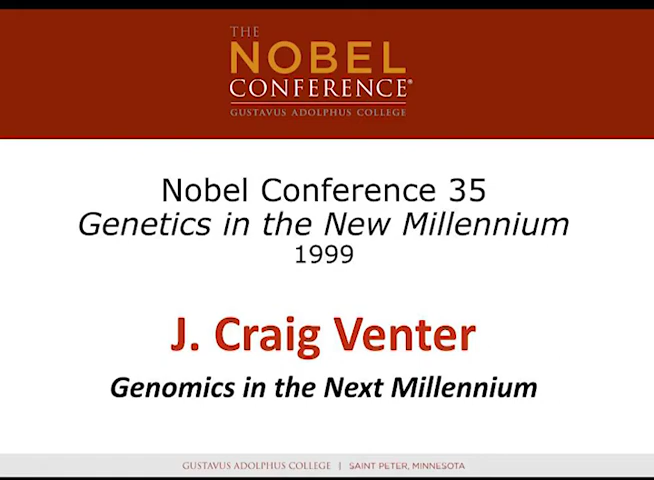 THE
NOBEL
CONFERENCE®
GUSTAVUS ADOLPHUS COLLEGE
Nobel Conference 35
Genetics in the New Millennium
1999
J. Craig Venter
Genomics in the Next Millennium
GUSTAVUS ADOLPHUS COLLEGE | SAINT PETER, MINNESOTA